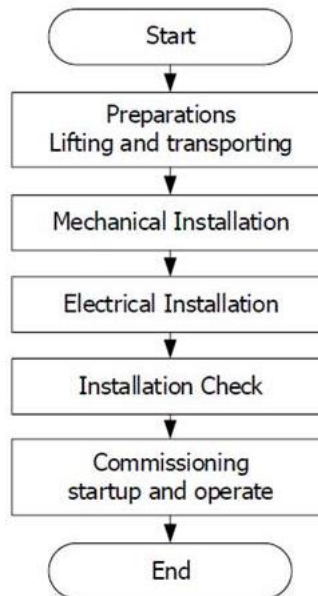 Start
Preparations
Lifting and transporting
Mechanical Installation
Electrical Installation
Installation Check
Commissioning
startup and operate
End